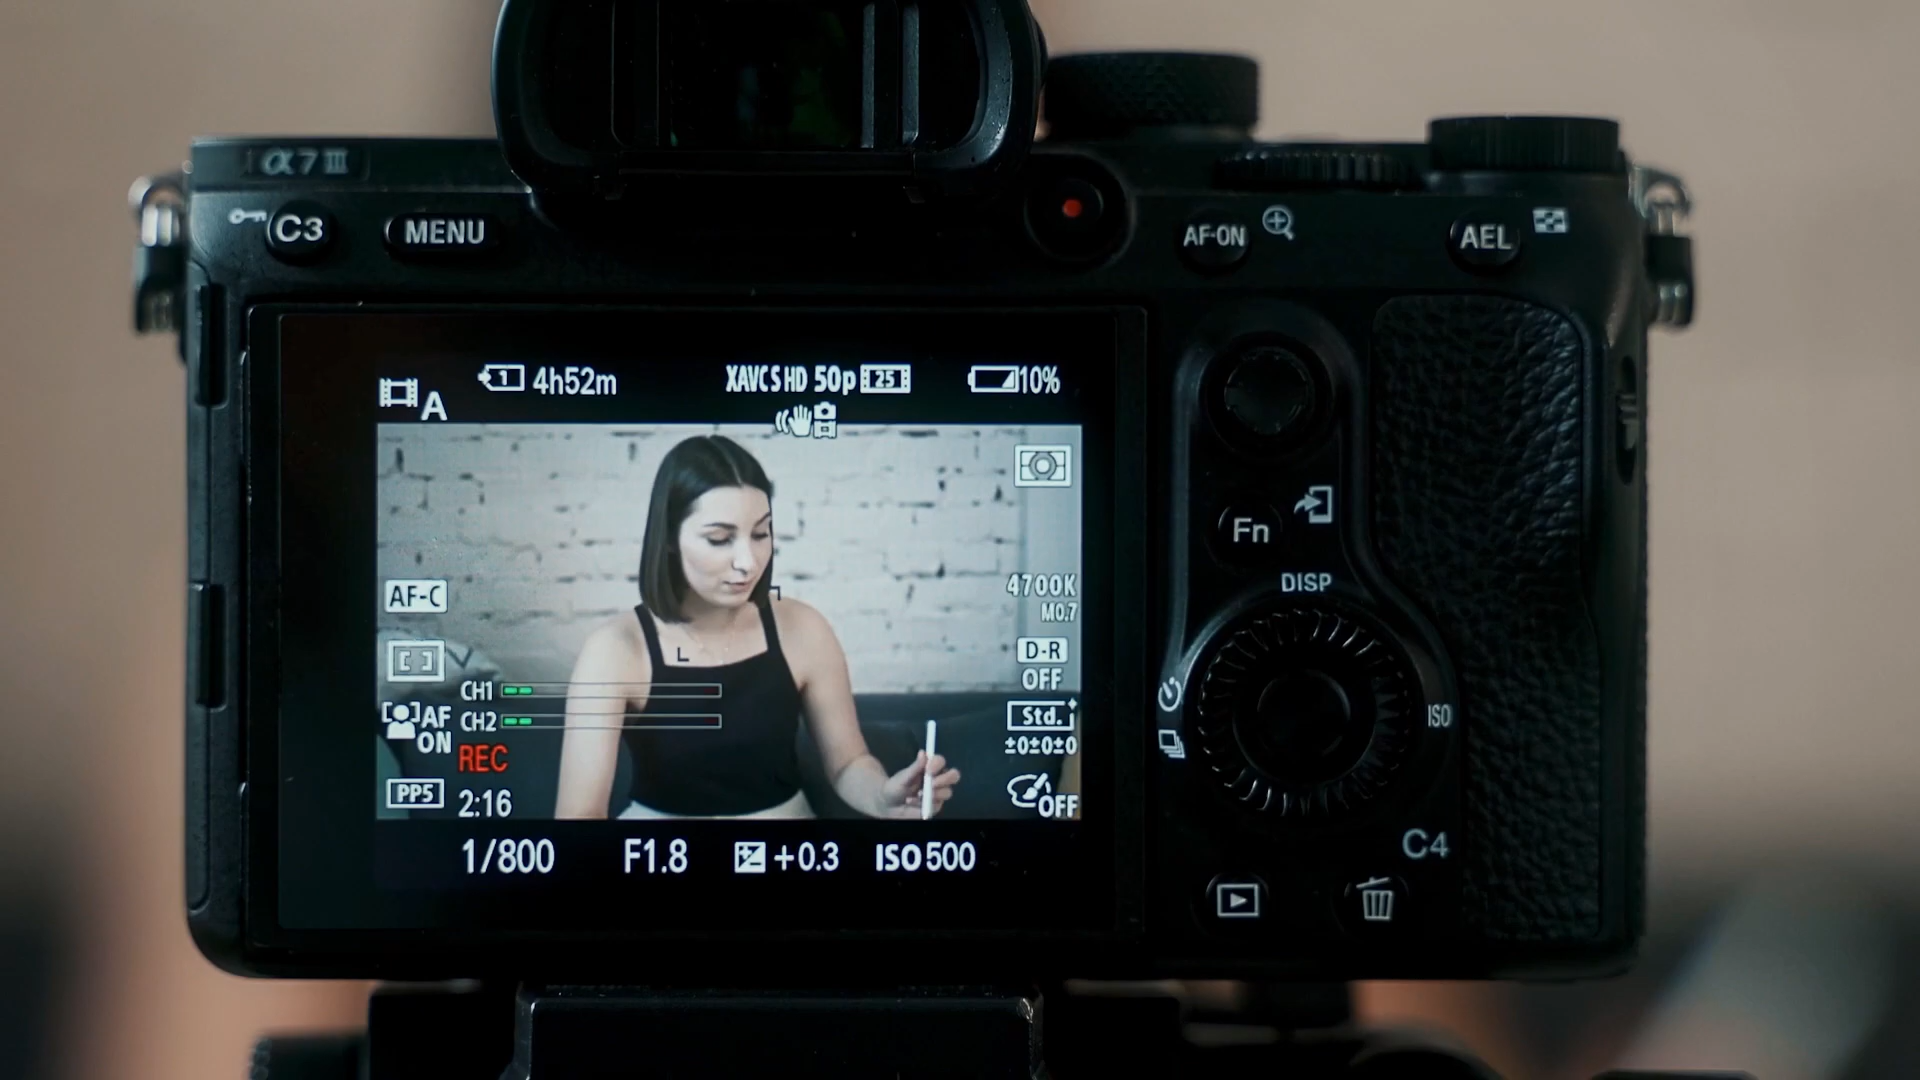 α7III
C3 MENU AF-ON AEL
1 4h52m XAVC S HD 50p 25 10%
A
AF-C
4700K
M0.7
D-R
OFF
CH1
CH2
AF
ON
REC
Std.
±0±0±0
PP5
2:16
OFF
1/800 F1.8 +0.3 ISO 500
Fn
DISP
ISO
C4